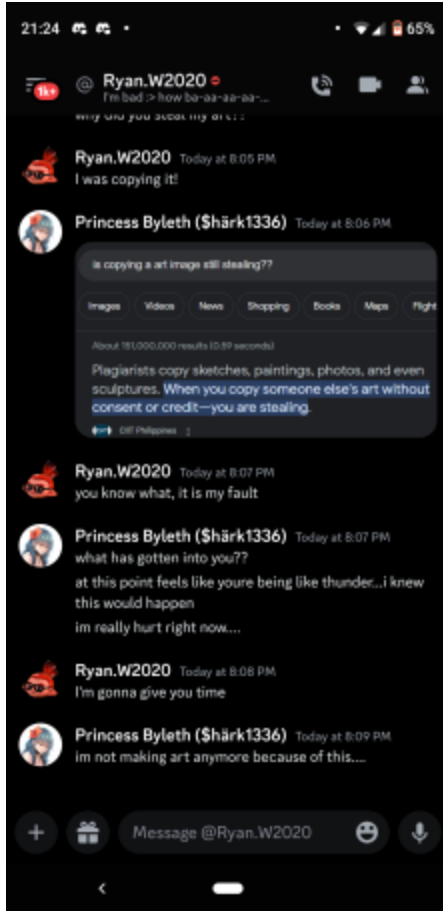 21:24
65%
1k+
Ryan.W2020
I'm bad :> how ba-aa-aa-aa-...
why did you steal my art??
Ryan.W2020 Today at 8:05 PM
I was copying it!
Princess Byleth ($härk1336) Today at 8:06 PM
is copying a art image still stealing??
Images Videos News Shopping Books Maps Flight
About 151,000,000 results (0.59 seconds)
Plagiarists copy sketches, paintings, photos, and even
sculptures. When you copy someone else's art without
consent or credit—you are stealing.
CIIT Philippines
Ryan.W2020 Today at 8:07 PM
you know what, it is my fault
Princess Byleth ($härk1336) Today at 8:07 PM
what has gotten into you??
at this point feels like youre being like thunder...i knew
this would happen
im really hurt right now....
Ryan.W2020 Today at 8:08 PM
I'm gonna give you time
Princess Byleth ($härk1336) Today at 8:09 PM
im not making art anymore because of this....
Message @Ryan.W2020